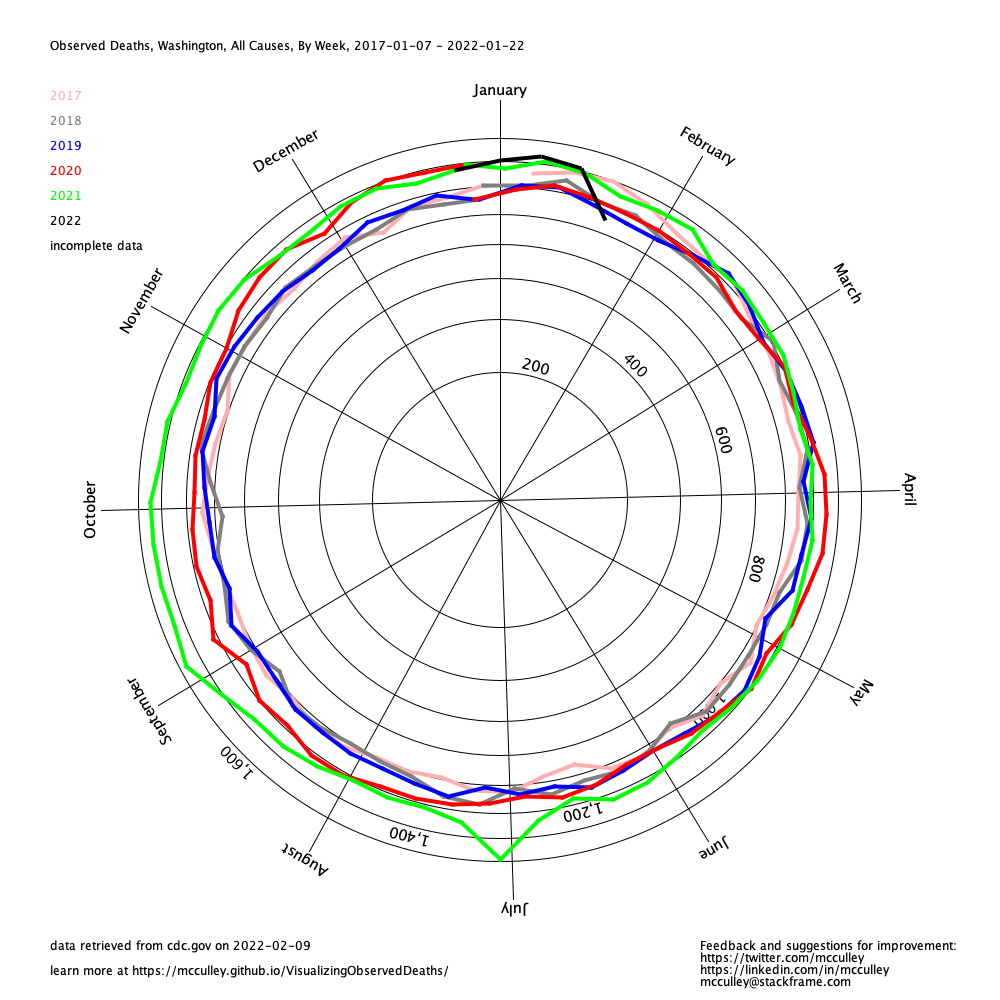 Observed Deaths, Washington, All Causes, By Week, 2017-01-07 - 2022-01-22
January
2017
2018
2019
2020
2021
2022
incomplete data
December
February
November
March
200
400
600
October
April
800
September
May
1,600
1,200
1,400
August
June
July
data retrieved from cdc.gov on 2022-02-09
learn more at https://mcculley.github.io/VisualizingObservedDeaths/
Feedback and suggestions for improvement:
https://twitter.com/mcculley
https://linkedin.com/in/mcculley
mcculley@stackframe.com